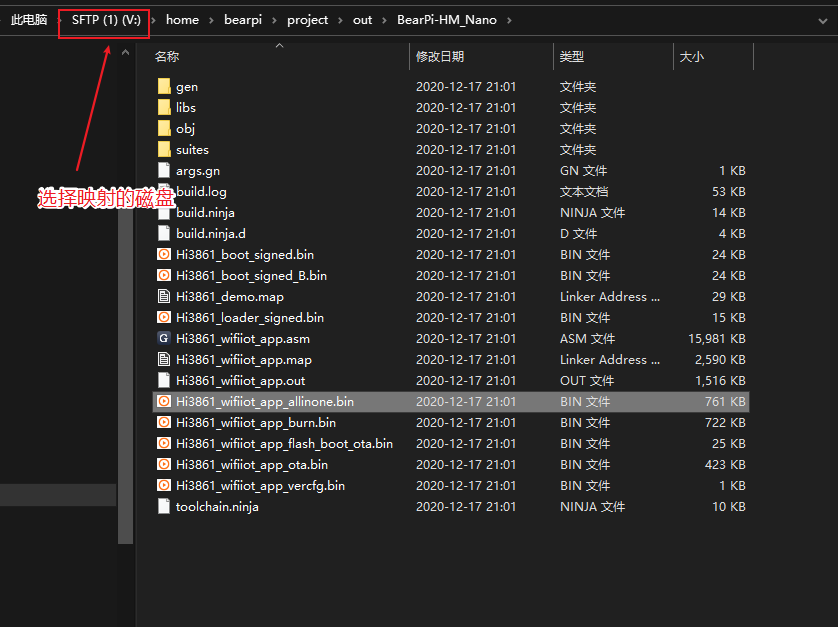 此电脑 SFTP (1) (V:) › home › bearpi › project › out › BearPi-HM_Nano ›
名称 修改日期 类型 大小
gen 2020-12-17 21:01 文件夹
libs 2020-12-17 21:01 文件夹
obj 2020-12-17 21:01 文件夹
suites 2020-12-17 21:01 文件夹
args.gn 2020-12-17 21:01 GN 文件 1 KB
选择映射的磁盘
build.log 2020-12-17 21:01 文本文档 53 KB
build.ninja 2020-12-17 21:01 NINJA 文件 14 KB
build.ninja.d 2020-12-17 21:01 D 文件 4 KB
Hi3861_boot_signed.bin 2020-12-17 21:01 BIN 文件 24 KB
Hi3861_boot_signed_B.bin 2020-12-17 21:01 BIN 文件 24 KB
Hi3861_demo.map 2020-12-17 21:01 Linker Address ... 29 KB
Hi3861_loader_signed.bin 2020-12-17 21:01 BIN 文件 15 KB
Hi3861_wifiiot_app.asm 2020-12-17 21:01 ASM 文件 15,981 KB
Hi3861_wifiiot_app.map 2020-12-17 21:01 Linker Address ... 2,590 KB
Hi3861_wifiiot_app.out 2020-12-17 21:01 OUT 文件 1,516 KB
Hi3861_wifiiot_app_allinone.bin 2020-12-17 21:01 BIN 文件 761 KB
Hi3861_wifiiot_app_burn.bin 2020-12-17 21:01 BIN 文件 722 KB
Hi3861_wifiiot_app_flash_boot_ota.bin 2020-12-17 21:01 BIN 文件 25 KB
Hi3861_wifiiot_app_ota.bin 2020-12-17 21:01 BIN 文件 423 KB
Hi3861_wifiiot_app_vercfg.bin 2020-12-17 21:01 BIN 文件 1 KB
toolchain.ninja 2020-12-17 21:01 NINJA 文件 10 KB